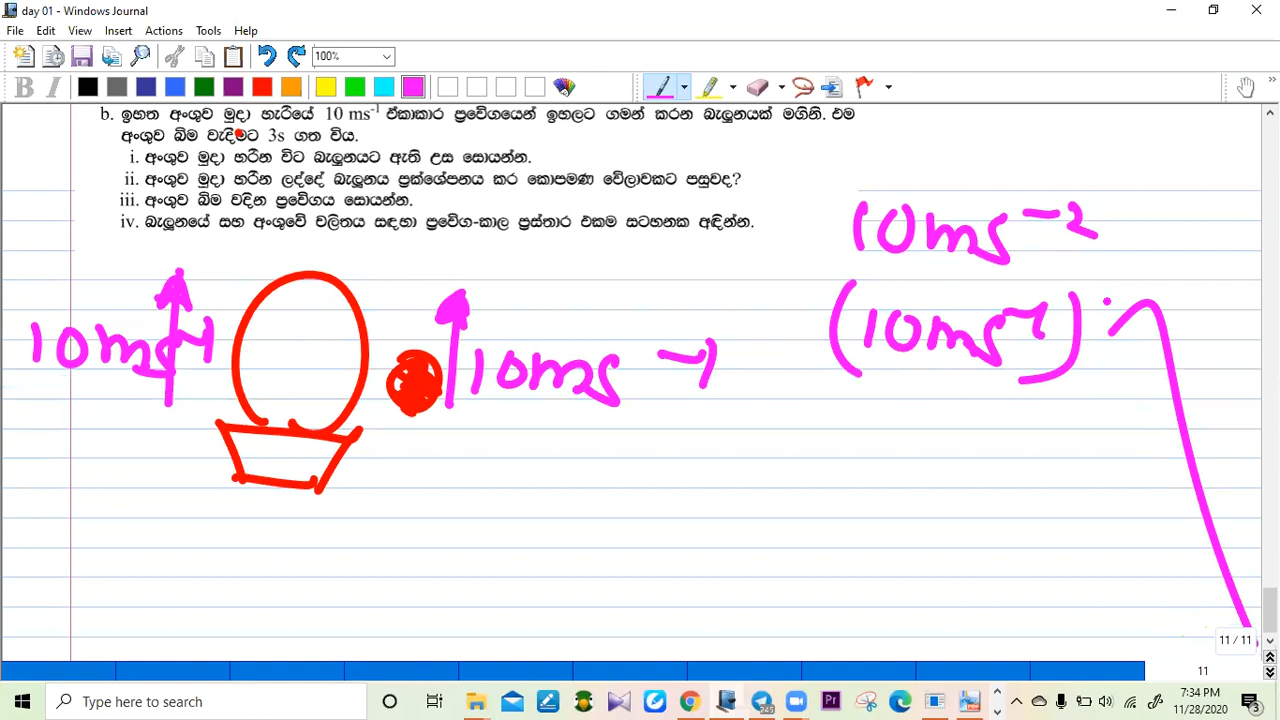 day 01 - Windows Journal
File Edit View Insert Actions Tools Help
100%
b. ඉහත අංශුව මුදා හැරියේ 10 ms-1 ඒකාකාර ප්‍රවේගයෙන් ඉහලට ගමන් කරන බැලූනයක් මගිනි. එම
අංශුව බිම වැදීමට 3s ගත විය.
i. අංශුව මුදා හරින විට බැලූනයට ඇති උස සොයන්න.
ii. අංශුව මුදා හරින ලද්දේ බැලූනය ප්‍රක්ශේපනය කර කොපමණ වේලාවකට පසුවද?
iii. අංශුව බිම වදින ප්‍රවේගය සොයන්න.
iv. බැලූනයේ සහ අංශුවේ චලිතය සඳහා ප්‍රවේග-කාල ප්‍රස්තාර එකම සටහනක අඳින්න.
10ms-2
10ms-1 10ms-1 (10ms-1)
11 / 11
11
Type here to search
243
Pr
7:34 PM
11/28/2020
3